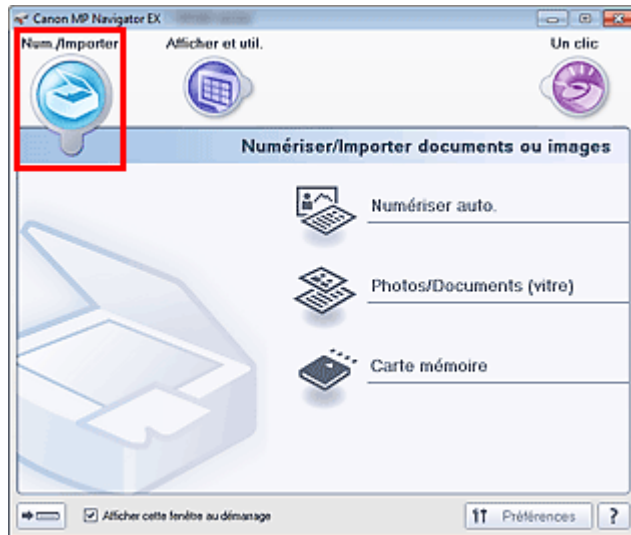 Canon MP Navigator EX
Num./Importer
Afficher et util.
Un clic
Numériser/Importer documents ou images
Numériser auto.
Photos/Documents (vitre)
Carte mémoire
Afficher cette fenêtre au démarrage
Préférences
?